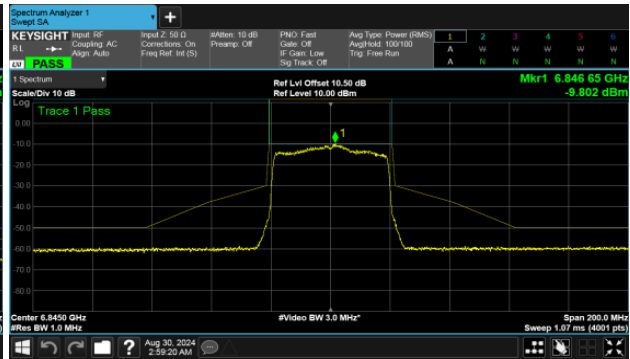 Spectrum Analyzer 1
Swept SA
+
KEYSIGHT Input: RF Input Z: 50 Ω #Atten: 10 dB PNO: Fast Avg Type: Power (RMS) 1 2 3 4 5 6
RL Coupling: AC Corrections: On Preamp: Off Gate: Off Avg|Hold: 100/100 A W W W W W
Align: Auto Freq Ref: Int (S) IF Gain: Low Trig: Free Run
LXI PASS Sig Track: Off A N N N N N
1 Spectrum Ref Lvl Offset 10.50 dB Mkr1 6.846 65 GHz
Scale/Div 10 dB Ref Level 10.00 dBm -9.802 dBm
Log Trace 1 Pass
0.00
1
-10.0
-20.0
-30.0
-40.0
-50.0
-60.0
-70.0
-80.0
Center 6.8450 GHz #Video BW 3.0 MHz* Span 200.0 MHz
#Res BW 1.0 MHz Sweep 1.07 ms (4001 pts)
? Aug 30, 2024
2:59:20 AM